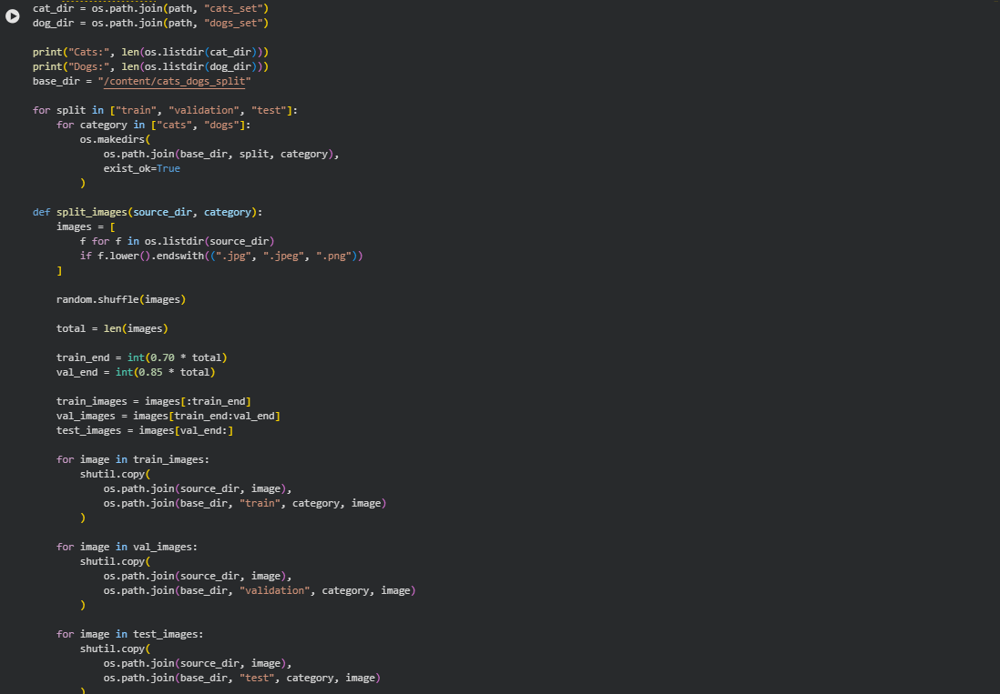 cat_dir = os.path.join(path, "cats_set")
dog_dir = os.path.join(path, "dogs_set")
print("Cats:", len(os.listdir(cat_dir)))
print("Dogs:", len(os.listdir(dog_dir)))
base_dir = "/content/cats_dogs_split"
for split in ["train", "validation", "test"]:
    for category in ["cats", "dogs"]:
        os.makedirs(
            os.path.join(base_dir, split, category),
            exist_ok=True
        )
def split_images(source_dir, category):
    images = [
        f for f in os.listdir(source_dir)
        if f.lower().endswith((".jpg", ".jpeg", ".png"))
    ]
    random.shuffle(images)
    total = len(images)
    train_end = int(0.70 * total)
    val_end = int(0.85 * total)
    train_images = images[:train_end]
    val_images = images[train_end:val_end]
    test_images = images[val_end:]
    for image in train_images:
        shutil.copy(
            os.path.join(source_dir, image),
            os.path.join(base_dir, "train", category, image)
        )
    for image in val_images:
        shutil.copy(
            os.path.join(source_dir, image),
            os.path.join(base_dir, "validation", category, image)
        )
    for image in test_images:
        shutil.copy(
            os.path.join(source_dir, image),
            os.path.join(base_dir, "test", category, image)
        )